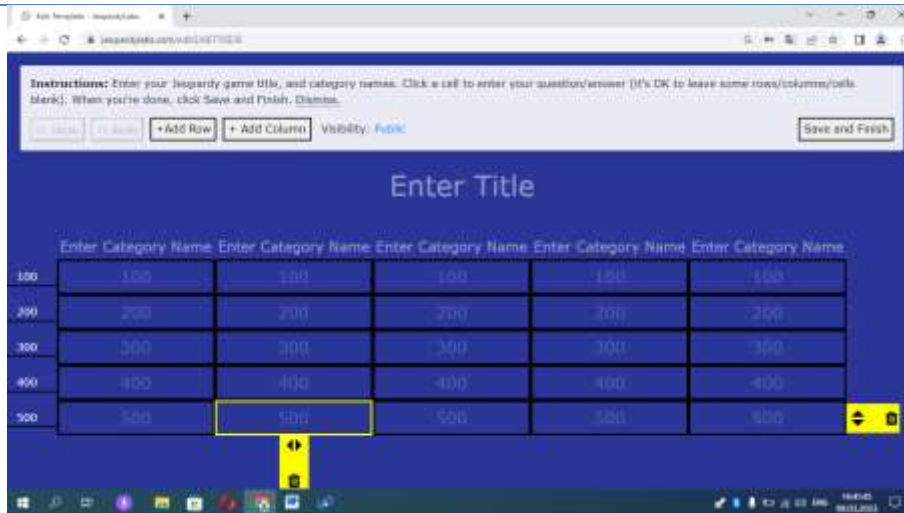 Edit Template - JeopardyLabs
Instructions: Enter your Jeopardy game title, and category names. Click a cell to enter your question/answer (it's OK to leave some rows/columns/cells
blank). When you're done, click Save and Finish. Dismiss.
+Add Row + Add Column Visibility: Public Save and Finish
Enter Title
Enter Category Name Enter Category Name Enter Category Name Enter Category Name Enter Category Name
100 100 100 100 100 100
200 200 200 200 200 200
300 300 300 300 300 300
400 400 400 400 400 400
500 500 500 500 500 500